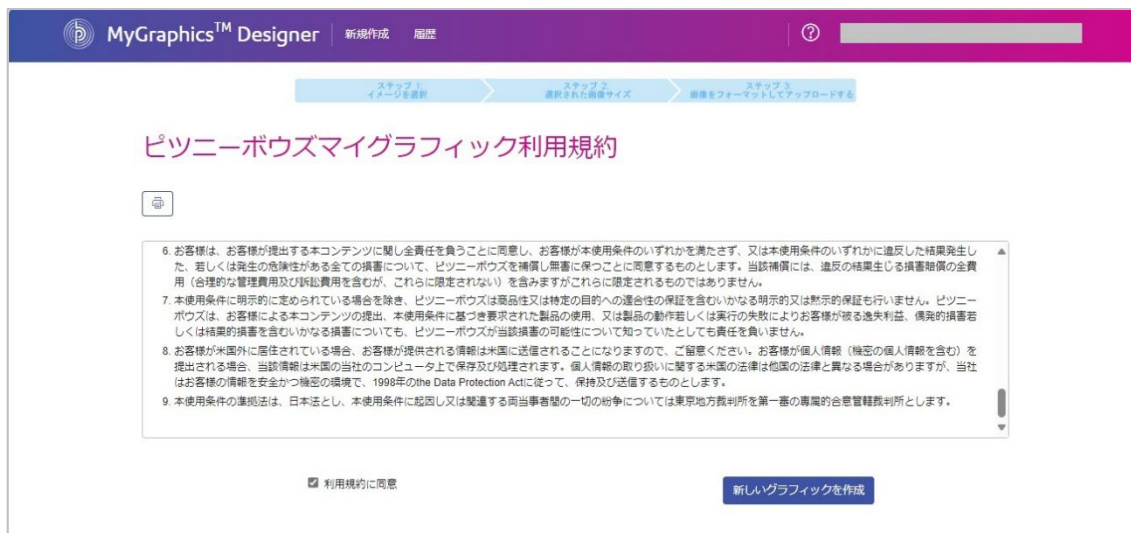 MyGraphics™ Designer
新規作成
履歴
ステップ 1:
イメージを選択
ステップ 2:
選択された画像サイズ
ステップ 3:
画像をフォーマットしてアップロードする
ピツニーボウズマイグラフィック利用規約
6. お客様は、お客様が提出する本コンテンツに関し全責任を負うことに同意し、お客様が本使用条件のいずれかを満たさず、又は本使用条件のいずれかに違反した結果発生し
た、若しくは発生の危険性がある全ての損害について、ピツニーボウズを補償し無害に保つことに同意するものとします。当該補償には、違反の結果生じる損害賠償の全費
用（合理的な管理費用及び訴訟費用を含むが、これらに限定されない）を含みますがこれらに限定されるものではありません。
7. 本使用条件に明示的に定められている場合を除き、ピツニーボウズは商品性又は特定の目的への適合性の保証を含むいかなる明示的又は黙示的保証も行いません。ピツニー
ボウズは、お客様による本コンテンツの提出、本使用条件に基づき要求された製品の使用、又は製品の動作若しくは実行の失敗によりお客様が被る逸失利益、偶発的損害若
しくは結果的損害を含むいかなる損害についても、ピツニーボウズが当該損害の可能性について知っていたとしても責任を負いません。
8. お客様が米国外に居住されている場合、お客様が提供される情報は米国に送信されることになりますので、ご留意ください。お客様が個人情報（機密の個人情報を含む）を
提出される場合、当該情報は米国の当社のコンピュータ上で保存及び処理されます。個人情報の取り扱いに関する米国の法律は他国の法律と異なる場合がありますが、当社
はお客様の情報を安全かつ機密の環境で、1998年のthe Data Protection Actに従って、保持及び送信するものとします。
9. 本使用条件の準拠法は、日本法とし、本使用条件に起因し又は関連する両当事者間の一切の紛争については東京地方裁判所を第一審の専属的合意管轄裁判所とします。
利用規約に同意
新しいグラフィックを作成